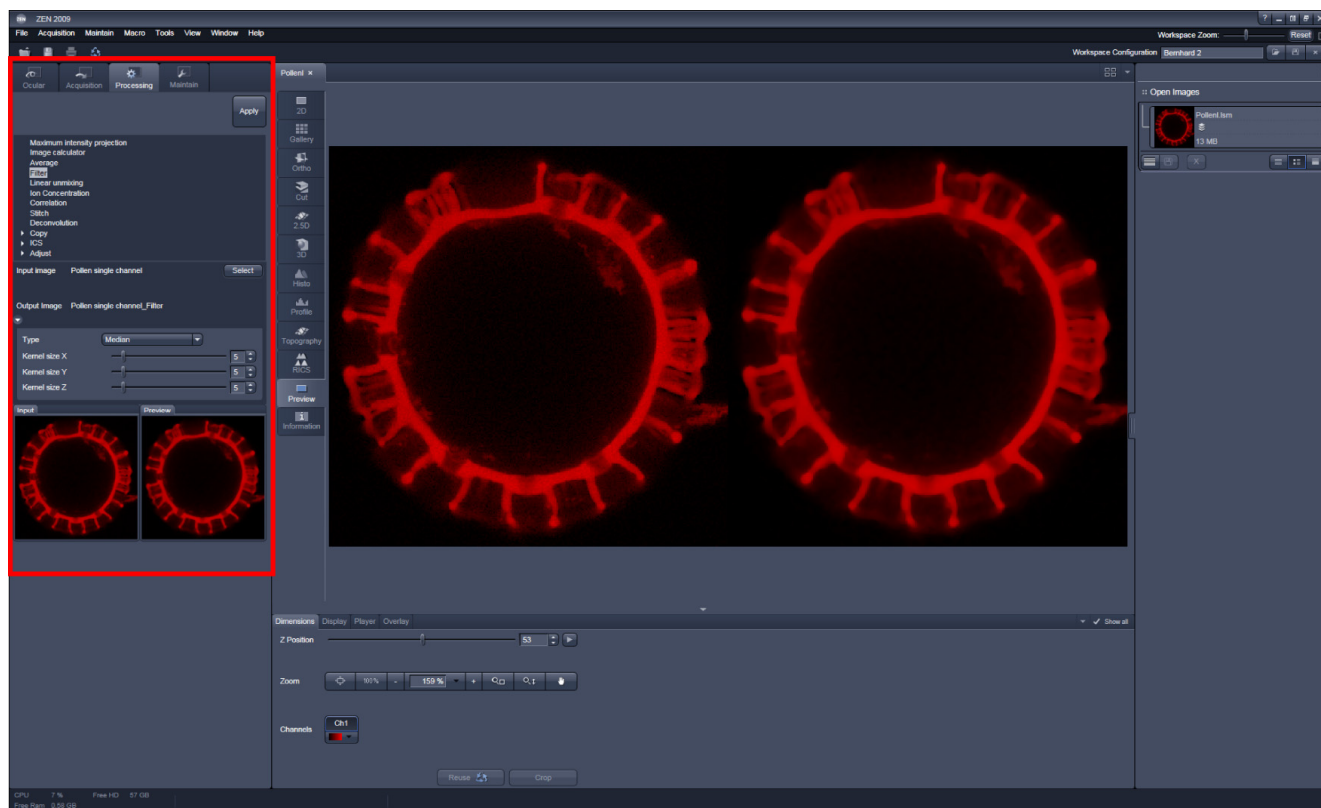 ZEN 2009
File Acquisition Maintain Macro Tools View Window Help
Workspace Zoom: Reset
Workspace Configuration Bernhard 2
Ocular Acquisition Processing Maintain
Apply
Maximum intensity projection
Image calculator
Average
Filter
Linear unmixing
Ion Concentration
Correlation
Stitch
Deconvolution
Copy
ICS
Adjust
Input image Pollen single channel Select
Output Image Pollen single channel_Filter
Type Median
Kernel size X 5
Kernel size Y 5
Kernel size Z 5
Input Preview
PollenI ×
2D
Gallery
Ortho
Cut
2.5D
3D
Histo
Profile
Topography
RICS
Preview
Information
Dimensions Display Player Overlay Show all
Z Position 53
Zoom 100% - 159 % +
Channels Ch1
Reuse Crop
Open Images
PollenI.lsm
13 MB
CPU 7 % Free HD 57 GB
Free Ram 0.58 GB